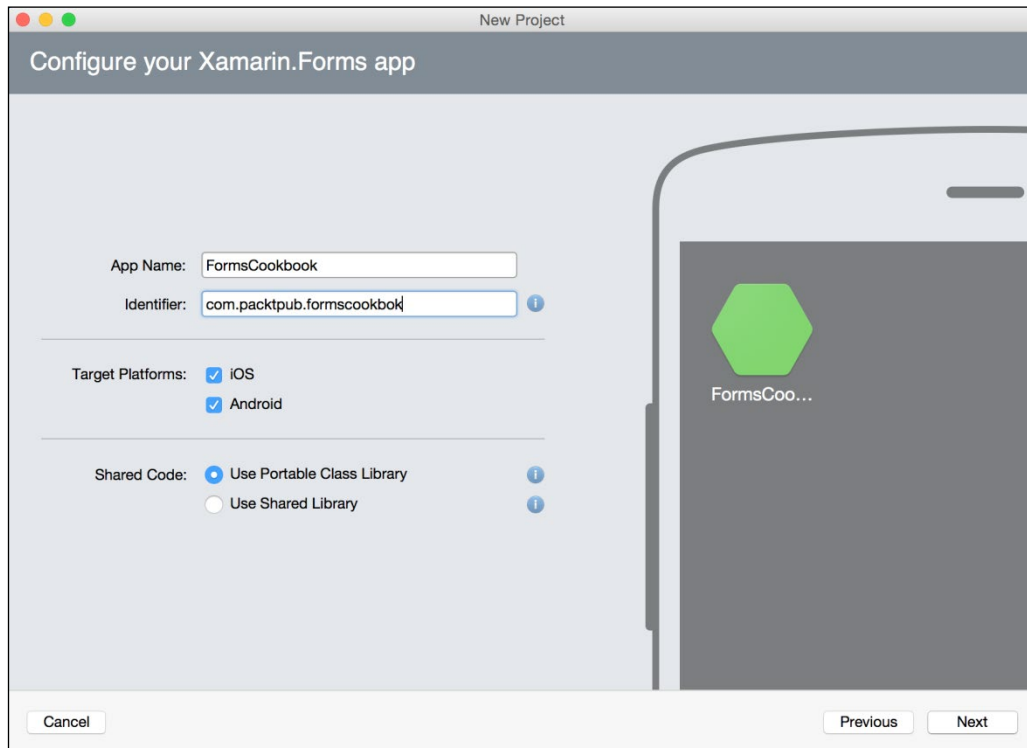 New Project
Configure your Xamarin.Forms app
App Name: FormsCookbook
Identifier: com.packtpub.formscookbok
Target Platforms: iOS
Android
Shared Code: Use Portable Class Library
Use Shared Library
FormsCoo...
Cancel
Previous
Next